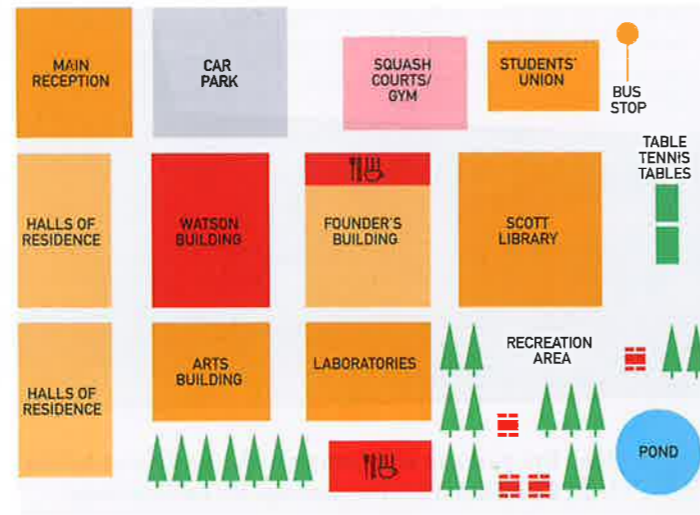 MAIN
RECEPTION
CAR
PARK
SQUASH
COURTS/
GYM
STUDENTS'
UNION
BUS
STOP
TABLE
TENNIS
TABLES
HALLS OF
RESIDENCE
WATSON
BUILDING
FOUNDER'S
BUILDING
SCOTT
LIBRARY
HALLS OF
RESIDENCE
ARTS
BUILDING
LABORATORIES
RECREATION
AREA
POND